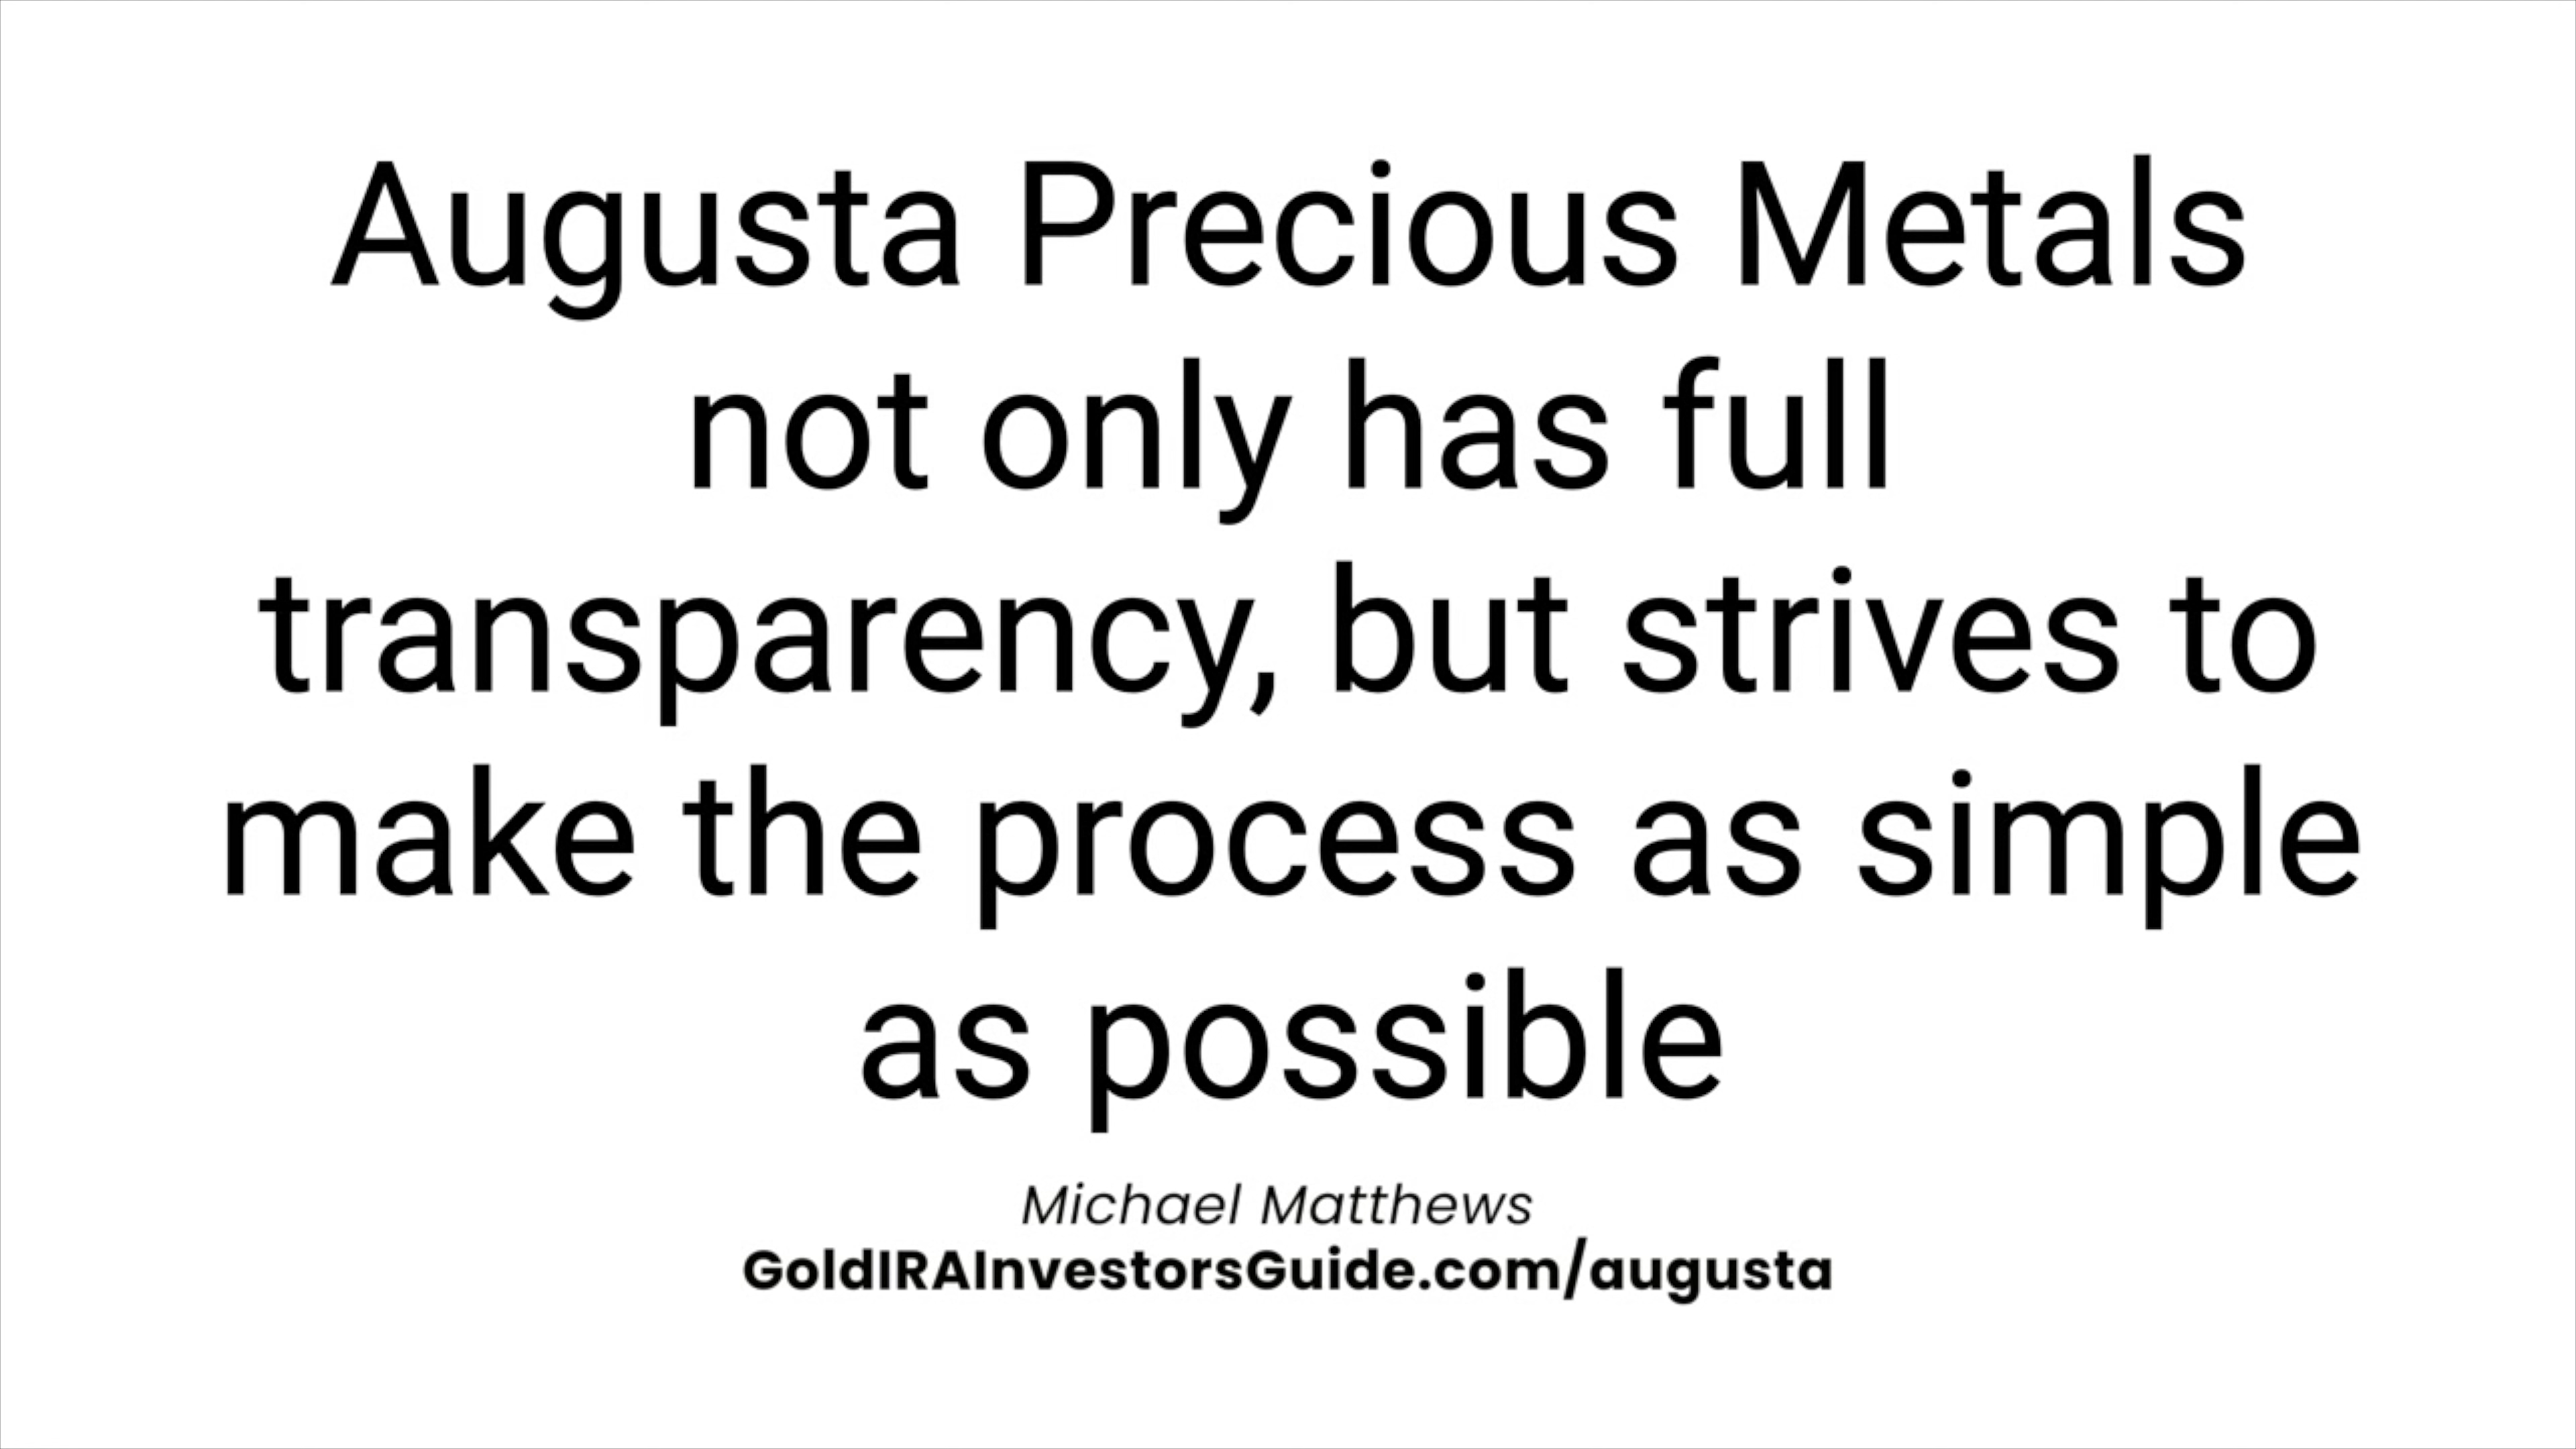 Augusta Precious Metals
not only has full
transparency, but strives to
make the process as simple
as possible
Michael Matthews
GoldIRAInvestorsGuide.com/augusta